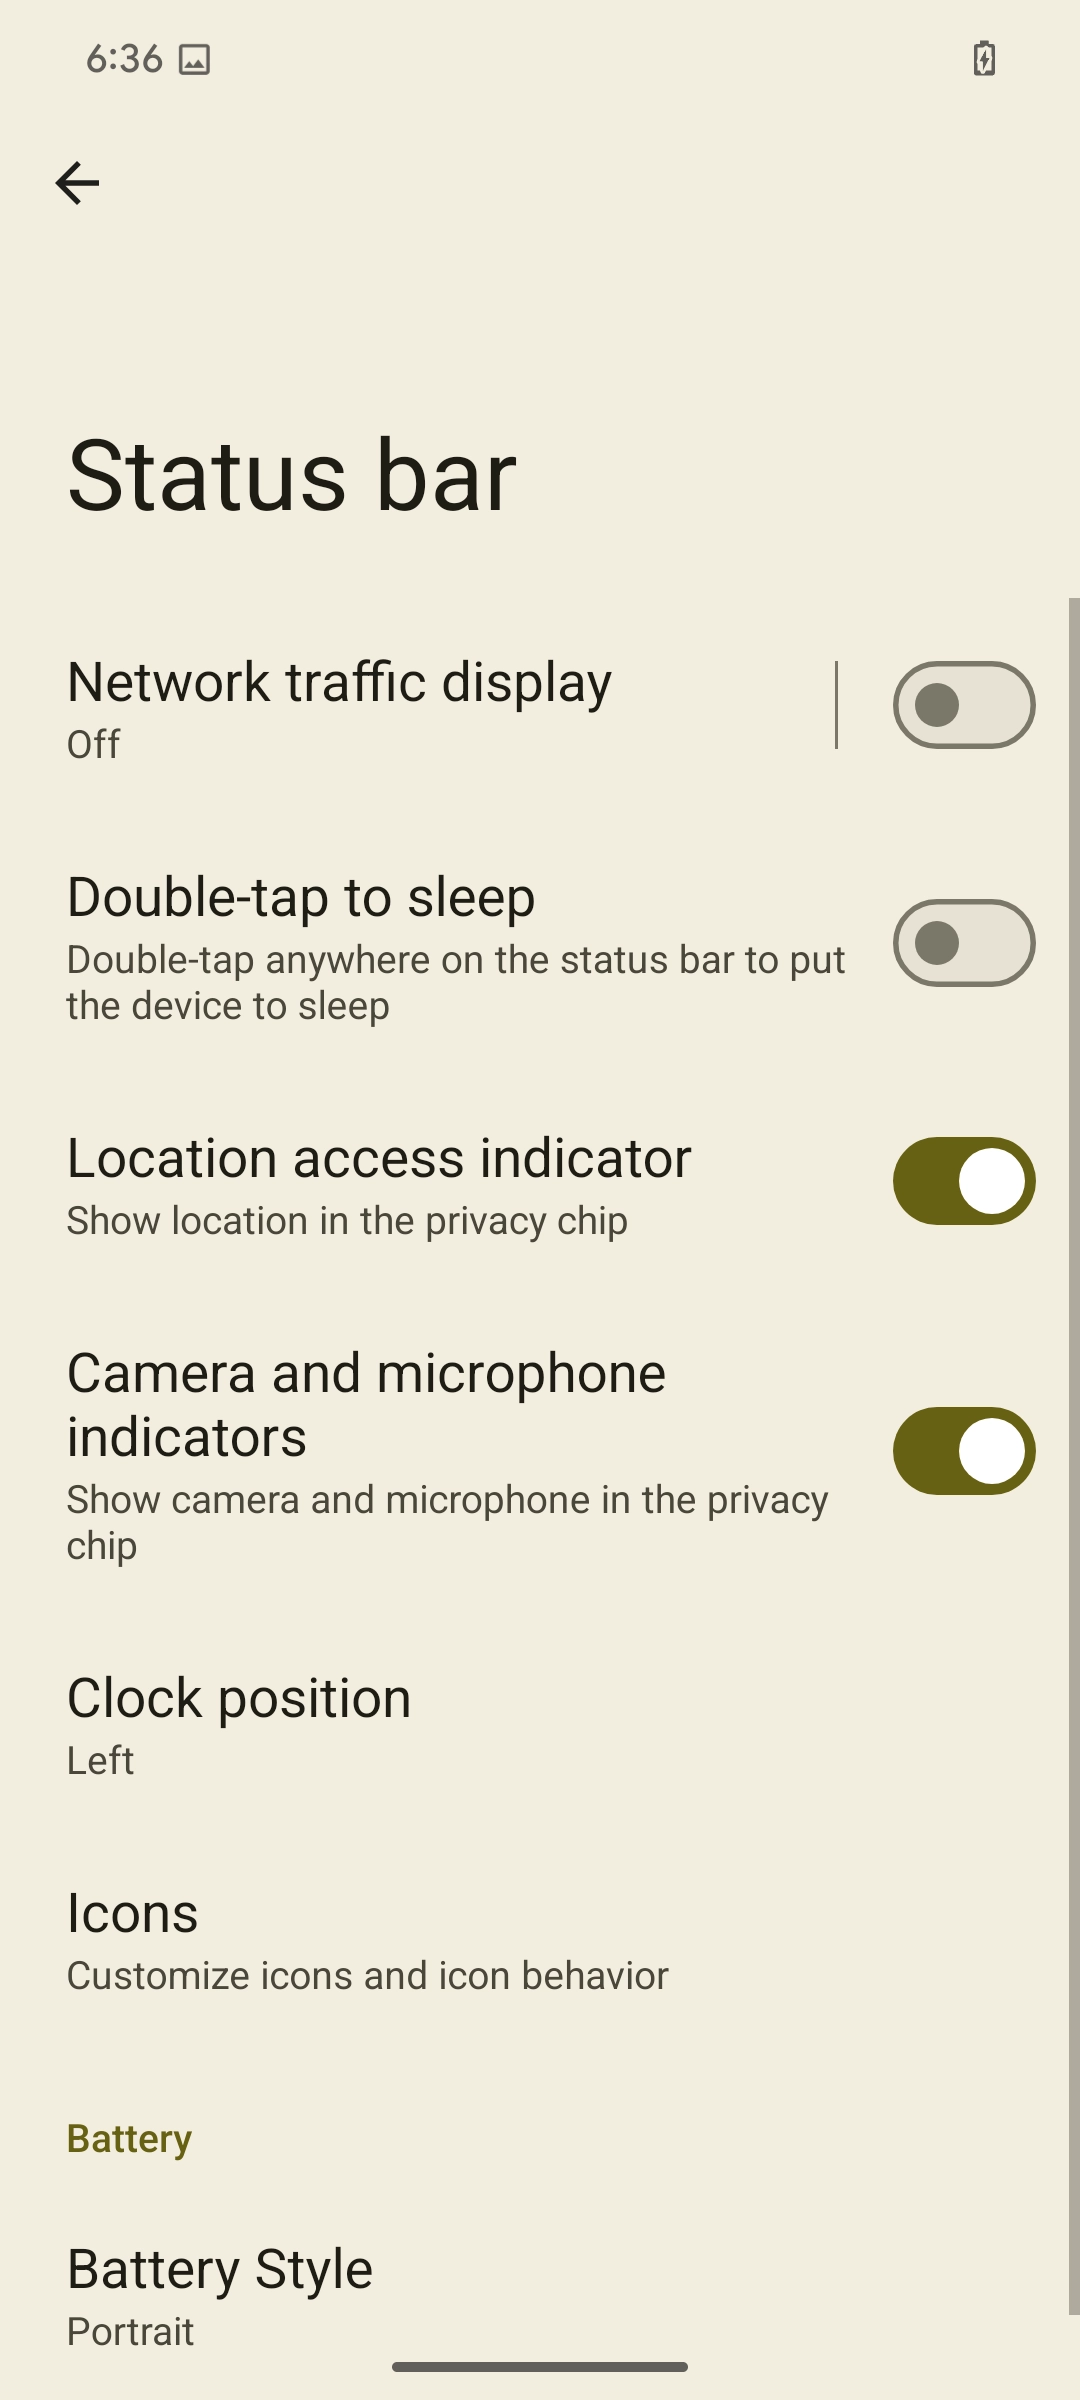 6:36
Status bar
Network traffic display
Off
Double-tap to sleep
Double-tap anywhere on the status bar to put
the device to sleep
Location access indicator
Show location in the privacy chip
Camera and microphone
indicators
Show camera and microphone in the privacy
chip
Clock position
Left
Icons
Customize icons and icon behavior
Battery
Battery Style
Portrait